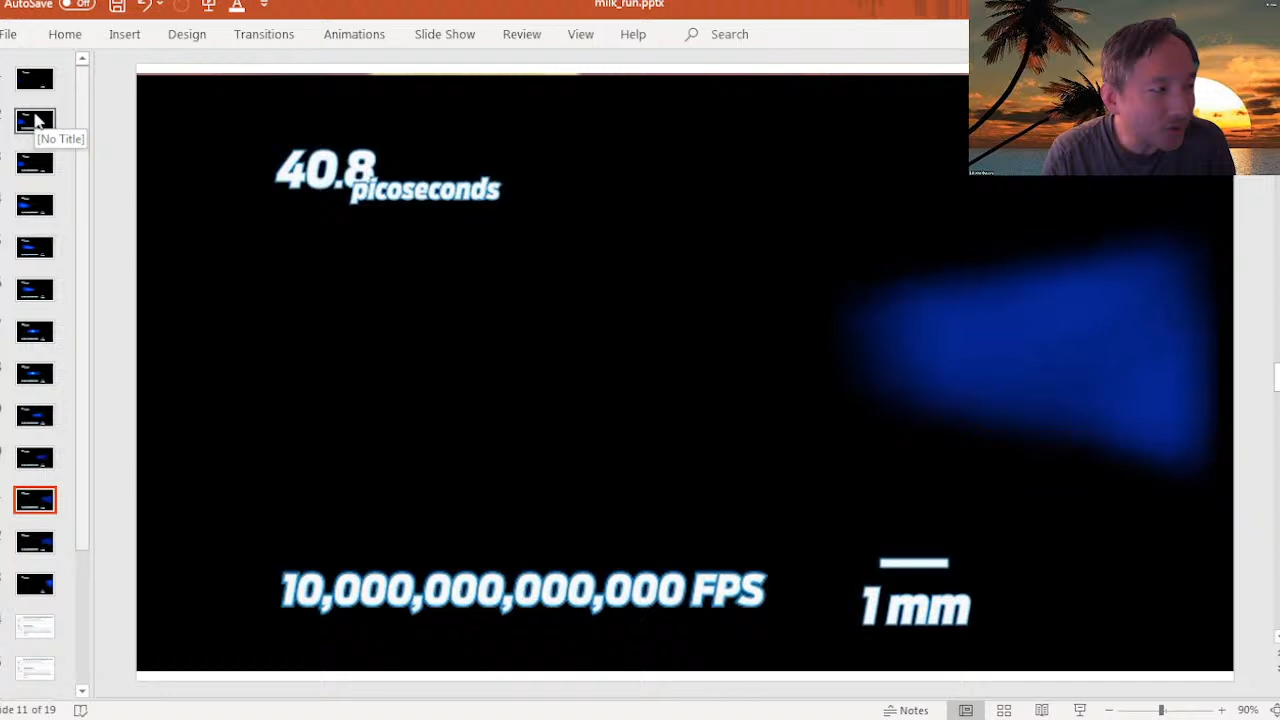 AutoSave Off
milk_run.pptx
File Home Insert Design Transitions Animations Slide Show Review View Help Search
[No Title]
40.8
picoseconds
10,000,000,000,000 FPS
1 mm
ide 11 of 19
Notes
90%